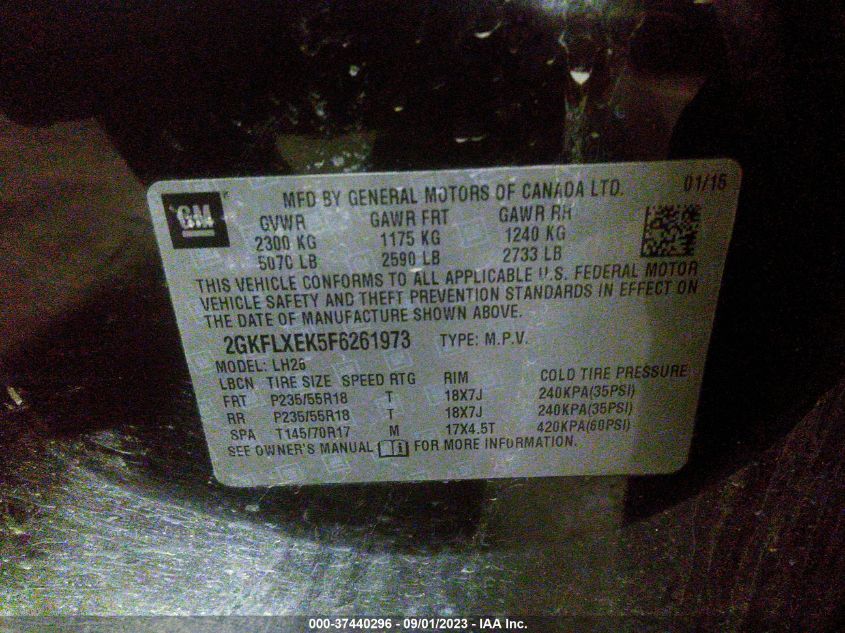 GM
MFD BY GENERAL MOTORS OF CANADA LTD. 01/15
GVWR GAWR FRT GAWR RR
2300 KG 1175 KG 1240 KG
5070 LB 2590 LB 2733 LB
THIS VEHICLE CONFORMS TO ALL APPLICABLE U.S. FEDERAL MOTOR
VEHICLE SAFETY AND THEFT PREVENTION STANDARDS IN EFFECT ON
THE DATE OF MANUFACTURE SHOWN ABOVE.
2GKFLXEK5F6261973 TYPE: M.P.V.
MODEL: LH26
LBCN TIRE SIZE SPEED RTG RIM COLD TIRE PRESSURE
FRT P235/55R18 T 18X7J 240KPA(35PSI)
RR P235/55R18 T 18X7J 240KPA(35PSI)
SPA T145/70R17 M 17X4.5T 420KPA(60PSI)
SEE OWNER'S MANUAL FOR MORE INFORMATION.
000-37440296 - 09/01/2023 - IAA Inc.